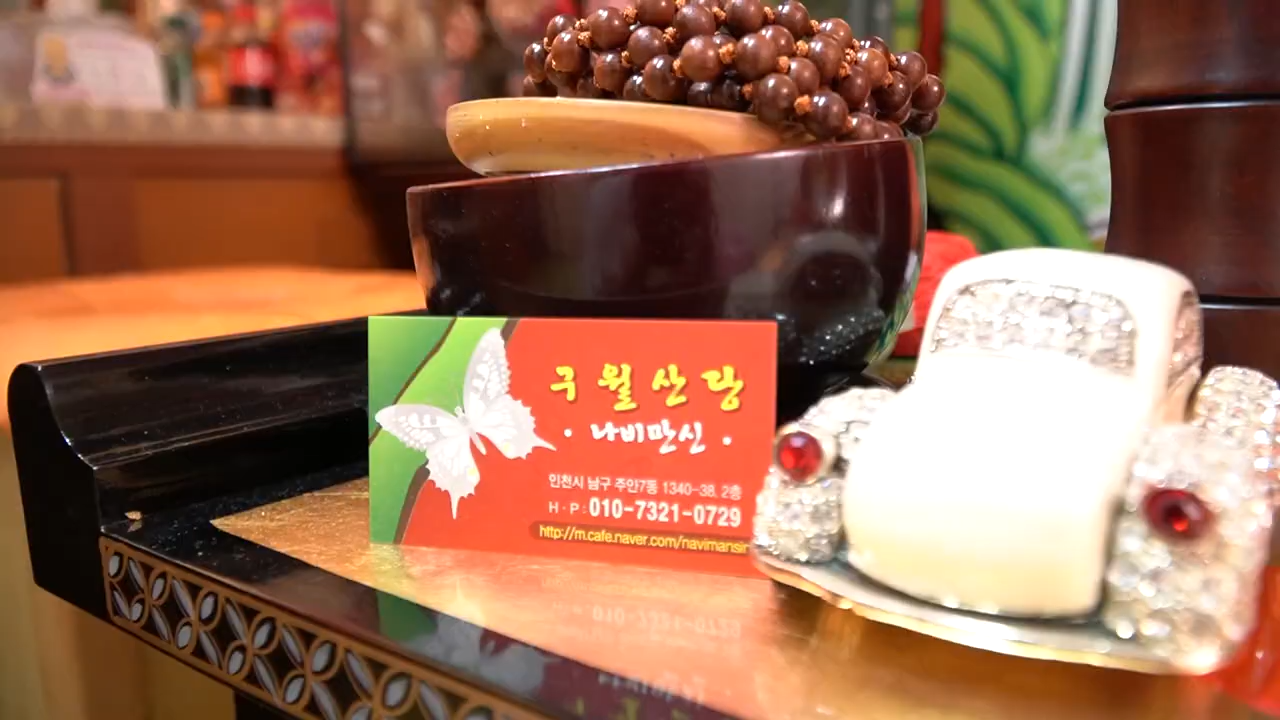 구월산당
· 나비만신 ·
인천시 남구 주안7동 1340-38, 2층
H·P: 010-7321-0729
http://m.cafe.naver.com/navimansin